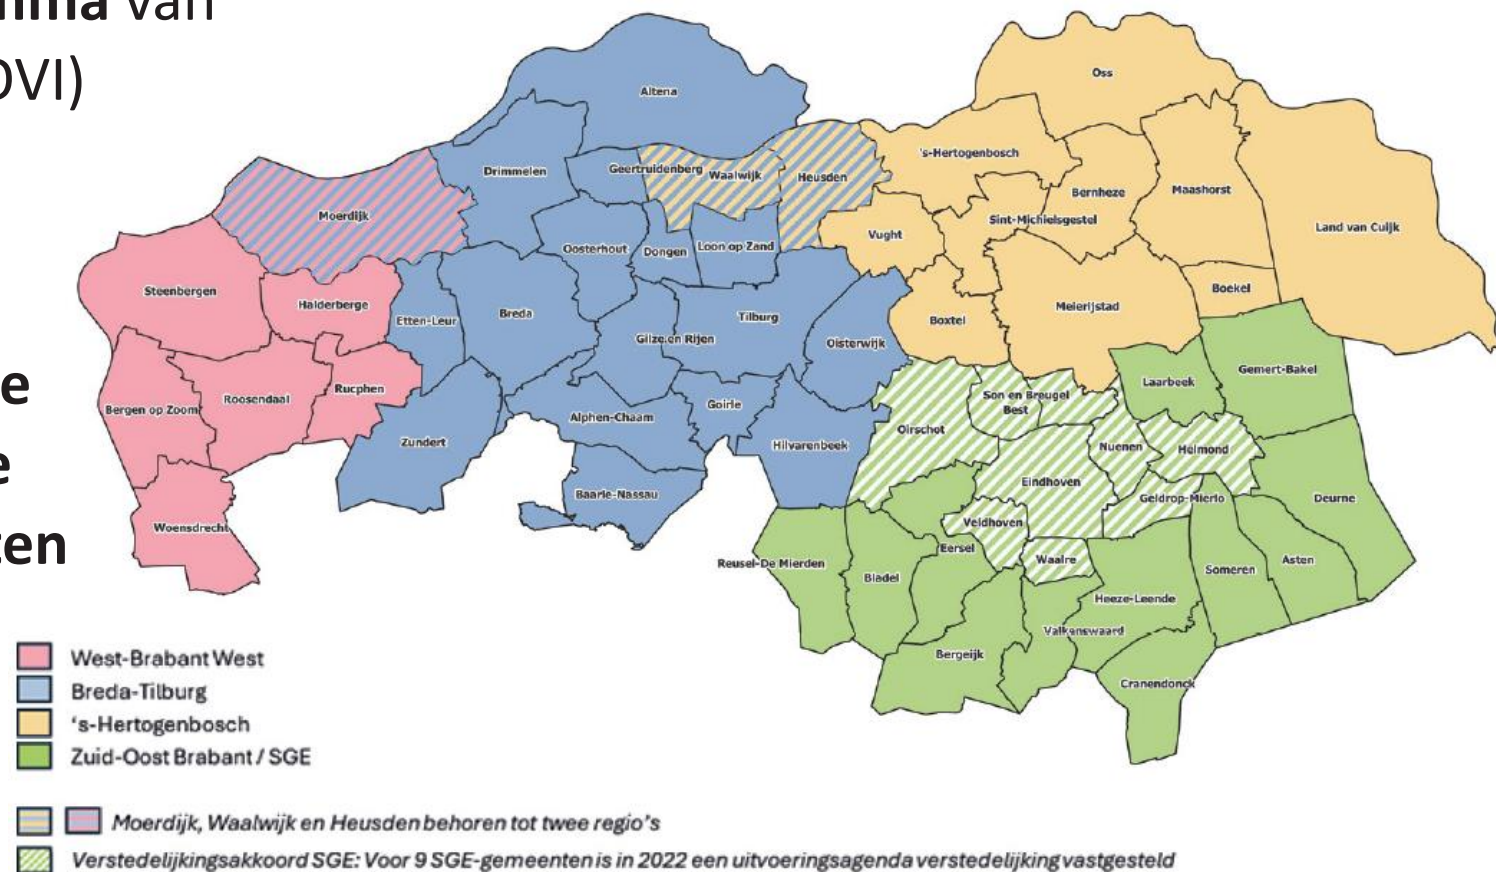 mma van
OVI)
e
e
ten
Altena
Oss
Drimmelen
Geertruidenberg
Waalwijk
Heusden
's-Hertogenbosch
Bernheze
Maashorst
Moerdijk
Sint-Michielsgestel
Vught
Land van Cuijk
Oosterhout
Dongen
Loon op Zand
Steenbergen
Halderberge
Boekel
Meierijstad
Etten-Leur
Breda
Tilburg
Boxtel
Gilze en Rijen
Oisterwijk
Gemert-Bakel
Laarbeek
Rucphen
Son en Breugel
Best
Roosendaal
Bergen op Zoom
Goirle
Alphen-Chaam
Oirschot
Zundert
Hilvarenbeek
Nuenen
Helmond
Eindhoven
Baarle-Nassau
Geldrop-Mierlo
Deurne
Veldhoven
Woensdrecht
Eersel
Waalre
Reusel-De Mierden
Bladel
Someren
Asten
Heeze-Leende
Valkenswaard
Bergeijk
Cranendonck
West-Brabant West
Breda-Tilburg
‘s-Hertogenbosch
Zuid-Oost Brabant / SGE
Moerdijk, Waalwijk en Heusden behoren tot twee regio’s
Verstedelijkingsakkoord SGE: Voor 9 SGE-gemeenten is in 2022 een uitvoeringsagenda verstedelijking vastgesteld